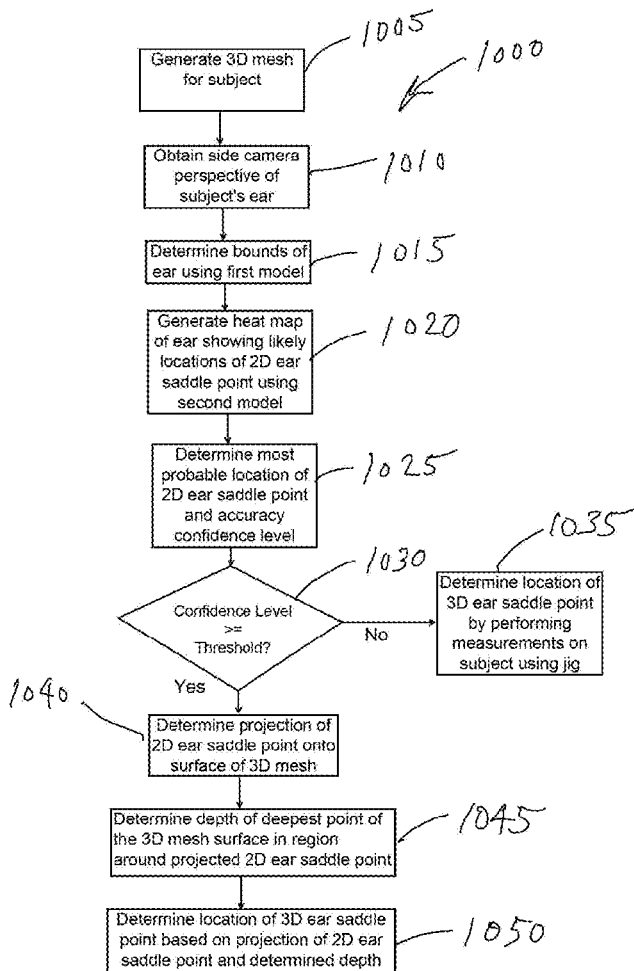 1005
Generate 3D mesh
for subject
1000
Obtain side camera
perspective of
subject's ear
1010
Determine bounds of
ear using first model
1015
Generate heat map
of ear showing likely
locations of 2D ear
saddle point using
second model
1020
Determine most
probable location of
2D ear saddle point
and accuracy
confidence level
1025
1030
Confidence Level
>=
Threshold?
No
Yes
1035
Determine location of
3D ear saddle point
by performing
measurements on
subject using jig
1040
Determine projection of
2D ear saddle point onto
surface of 3D mesh
Determine depth of deepest point of
the 3D mesh surface in region
around projected 2D ear saddle point
1045
Determine location of 3D ear saddle
point based on projection of 2D ear
saddle point and determined depth
1050